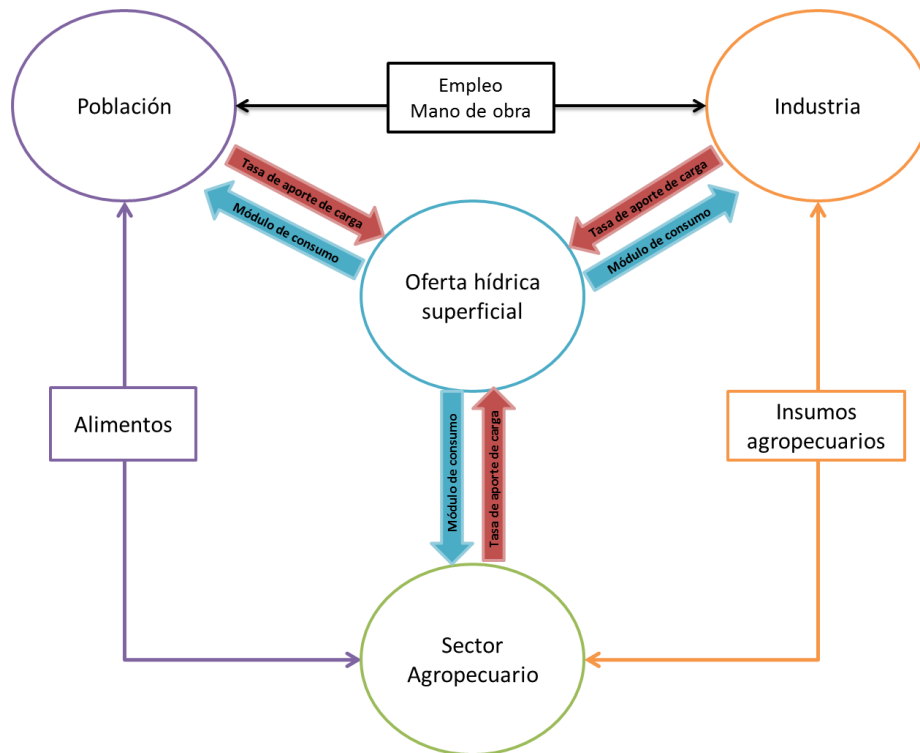 Población
Empleo
Mano de obra
Industria
Tasa de aporte de carga
Módulo de consumo
Tasa de aporte de carga
Módulo de consumo
Oferta hídrica
superficial
Alimentos
Módulo de consumo
Tasa de aporte de carga
Insumos
agropecuarios
Sector
Agropecuario